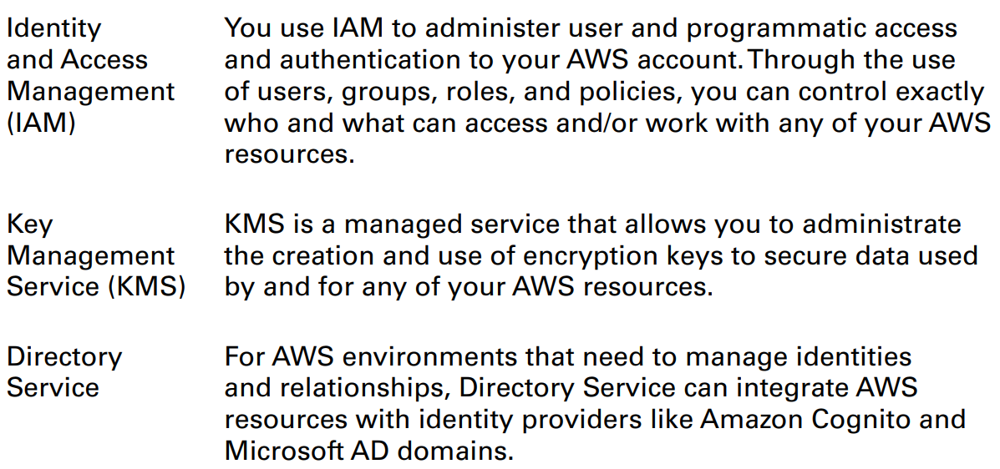 Identity
and Access
Management
(IAM)
You use IAM to administer user and programmatic access
and authentication to your AWS account. Through the use
of users, groups, roles, and policies, you can control exactly
who and what can access and/or work with any of your AWS
resources.
Key
Management
Service (KMS)
KMS is a managed service that allows you to administrate
the creation and use of encryption keys to secure data used
by and for any of your AWS resources.
Directory
Service
For AWS environments that need to manage identities
and relationships, Directory Service can integrate AWS
resources with identity providers like Amazon Cognito and
Microsoft AD domains.